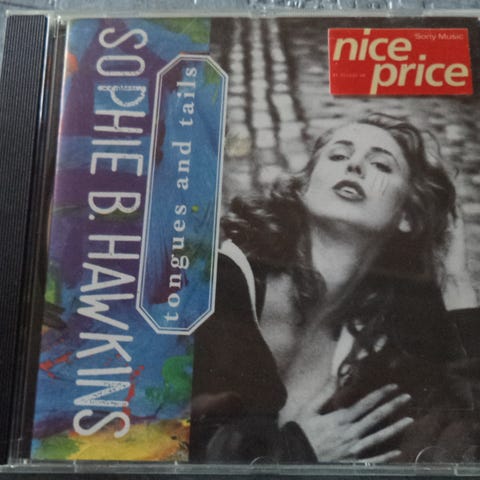 SOPHIE B. HAWKINS
tongues and tails
Sony Music
nice
price